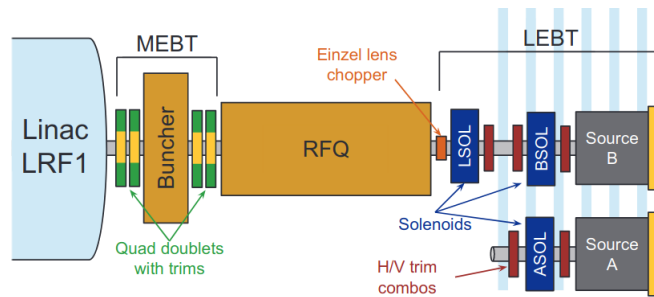 MEBT
LEBT
Einzel lens
chopper
Linac
LRF1
Buncher
RFQ
LSOL
BSOL
Source
B
Quad doublets
with trims
Solenoids
H/V trim
combos
ASOL
Source
A